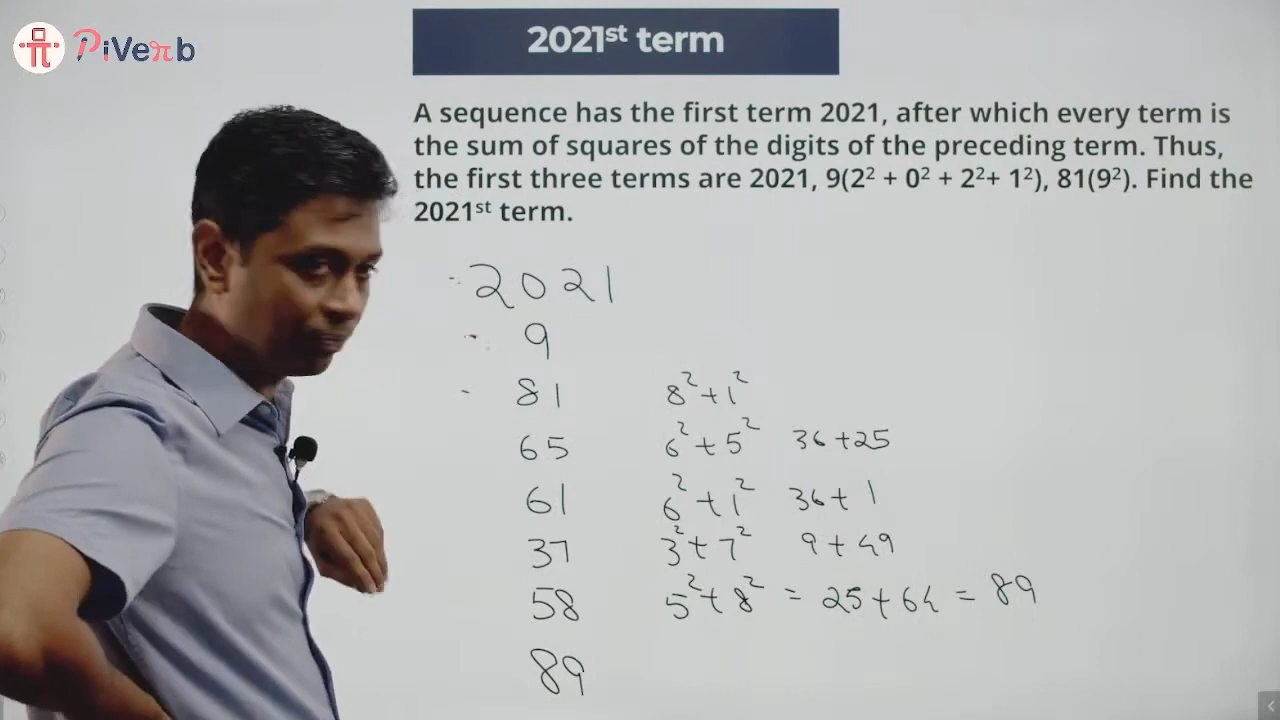 PiVerb
2021st term
A sequence has the first term 2021, after which every term is
the sum of squares of the digits of the preceding term. Thus,
the first three terms are 2021, 9(2² + 0² + 2²+ 1²), 81(9²). Find the
2021st term.
2021
9
81 8² + 1²
65 6² + 5² 36 + 25
61 6² + 1² 36 + 1
37 3² + 7² 9 + 49
58 5² + 8² = 25 + 64 = 89
89